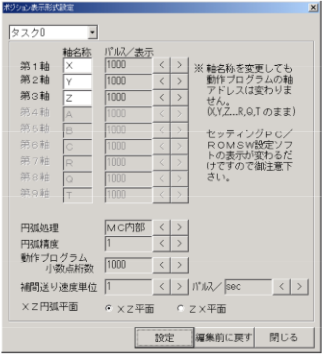 ポジション表示形式設定
タスク0
軸名称 パルス／表示
第1軸 X 1000 < >
第2軸 Y 1000 < >
第3軸 Z 1000 < >
第4軸 A 1000 < >
第5軸 B 1000 < >
第6軸 C 1000 < >
第7軸 R 1000 < >
第8軸 Q 1000 < >
第9軸 T 1000 < >
※ 軸名称を変更しても
動作プログラムの軸
アドレスは変わりま
せん。
(X,Y,Z...R,Q,T のまま)
セッティングＰＣ／
ＲＯＭＳＷ設定ソフ
トの表示が変わるだ
けですので御注意下
さい。
円弧処理 ＭＣ内部 < >
円弧精度 1 < >
動作プログラム
小数点桁数 1000 < >
補間送り速度単位 1 < > パルス／ sec < >
ＸＺ円弧平面 ＸＺ平面 ＺＸ平面
設定 編集前に戻す 閉じる